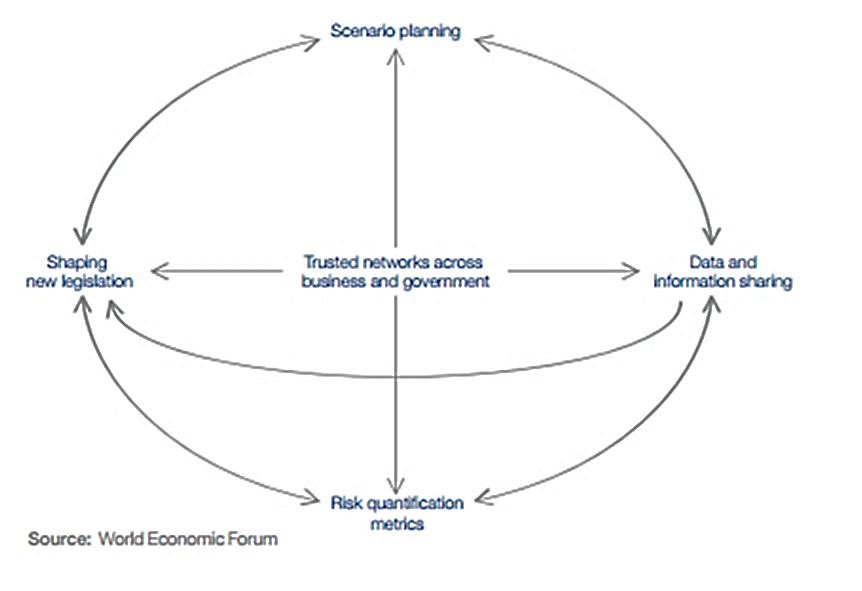 Scenario planning
Shaping
new legislation
Trusted networks across
business and government
Data and
information sharing
Risk quantification
metrics
Source: World Economic Forum